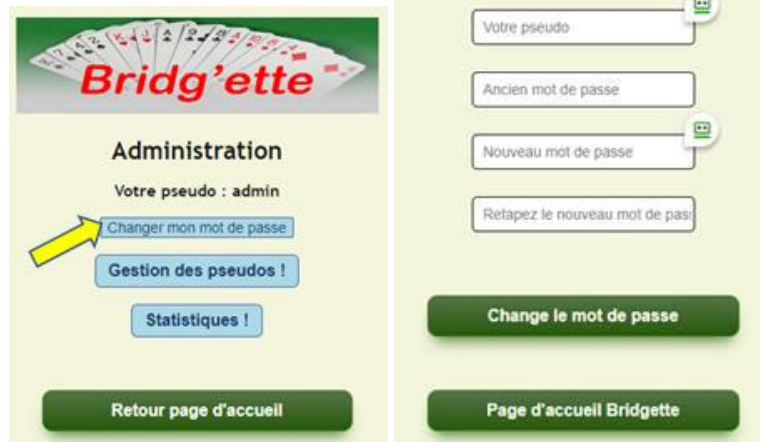 Bridg'ette
Administration
Votre pseudo : admin
Changer mon mot de passe
Gestion des pseudos !
Statistiques !
Retour page d'accueil
Votre pseudo
Ancien mot de passe
Nouveau mot de passe
Retapez le nouveau mot de pas
Change le mot de passe
Page d'accueil Bridgette